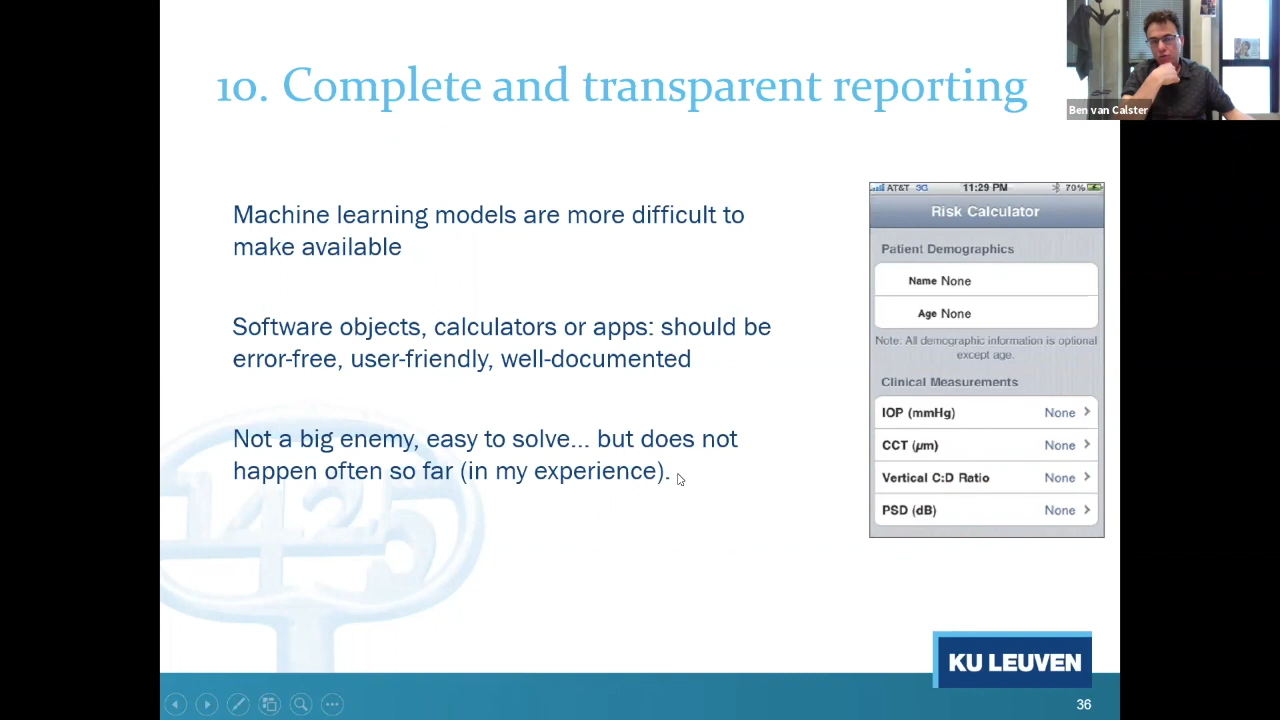 10. Complete and transparent reporting
Ben van Calster
Machine learning models are more difficult to
make available
Software objects, calculators or apps: should be
error-free, user-friendly, well-documented
Not a big enemy, easy to solve... but does not
happen often so far (in my experience).
AT&T 3G 11:29 PM 70%
Risk Calculator
Patient Demographics
Name None
Age None
Note: All demographic information is optional
except age.
Clinical Measurements
IOP (mmHg) None
CCT (µm) None
Vertical C:D Ratio None
PSD (dB) None
1425
KU LEUVEN
36